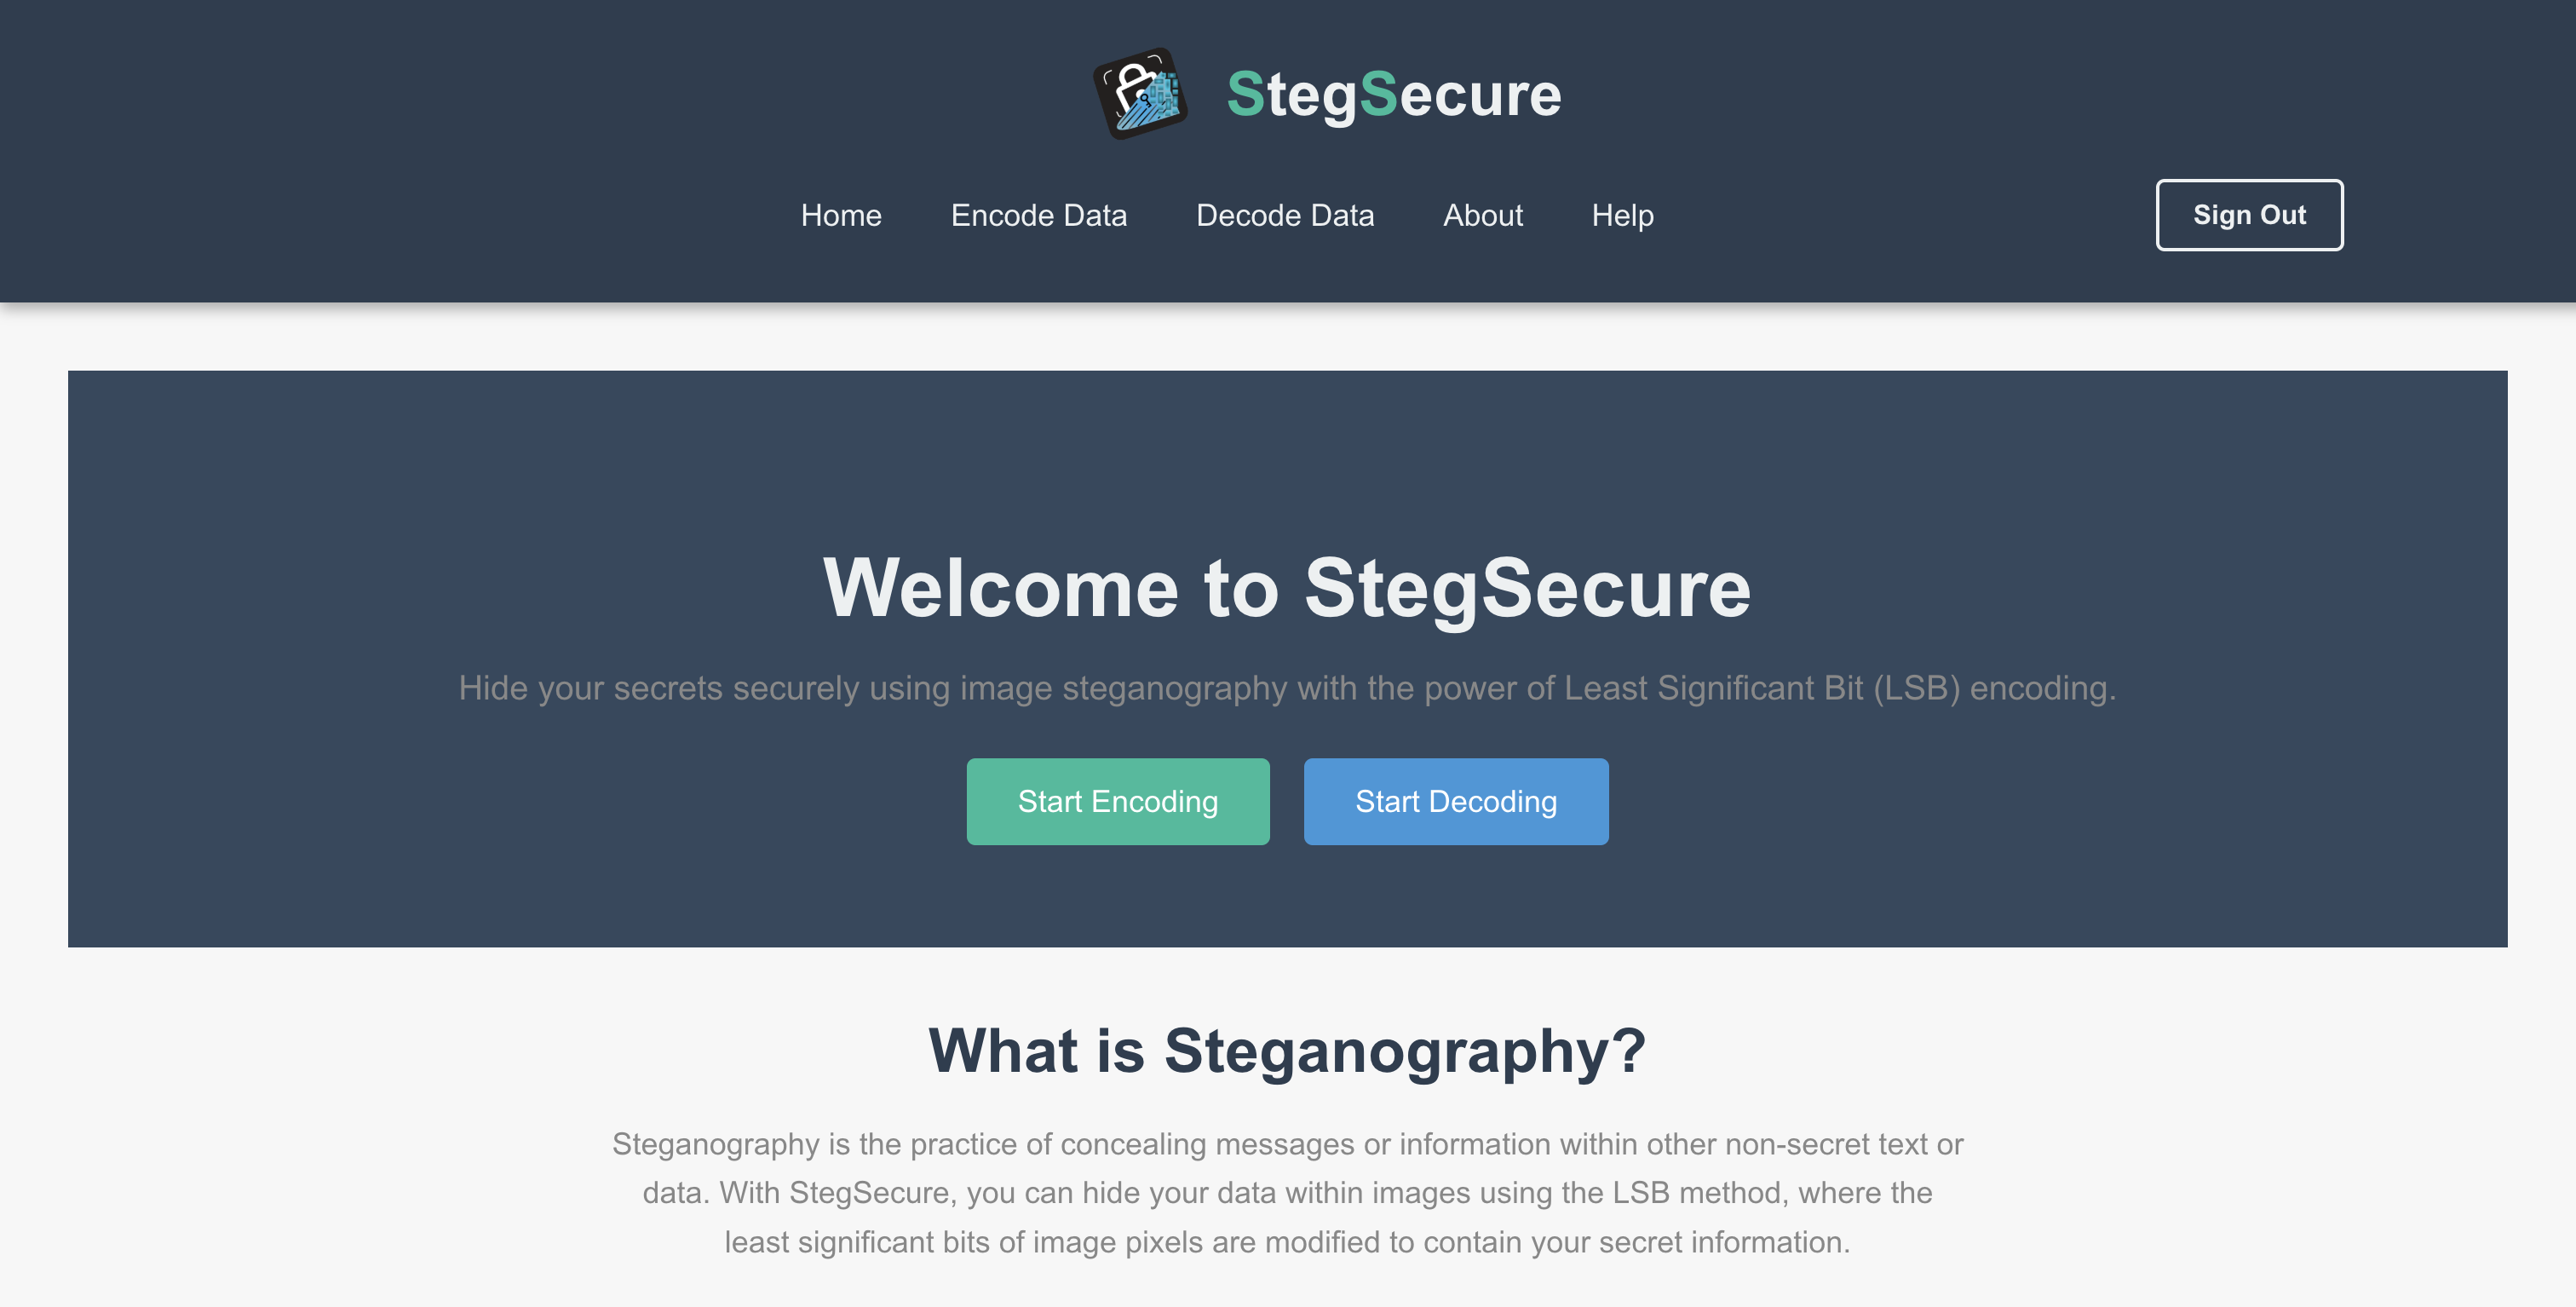 StegSecure
Home Encode Data Decode Data About Help Sign Out
Welcome to StegSecure
Hide your secrets securely using image steganography with the power of Least Significant Bit (LSB) encoding.
Start Encoding Start Decoding
What is Steganography?
Steganography is the practice of concealing messages or information within other non-secret text or
data. With StegSecure, you can hide your data within images using the LSB method, where the
least significant bits of image pixels are modified to contain your secret information.